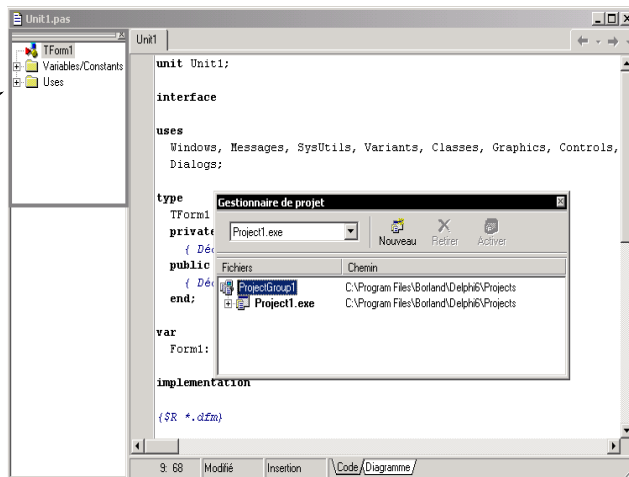 Unit1.pas
TForm1
Variables/Constants
Uses
Unit1
unit Unit1;
interface
uses
Windows, Messages, SysUtils, Variants, Classes, Graphics, Controls,
Dialogs;
type
TForm1
private
{ Déc
public
{ Déc
end;
var
Form1:
implementation
{$R *.dfm}
Gestionnaire de projet
Project1.exe
Nouveau Retirer Activer
Fichiers Chemin
ProjectGroup1 C:\Program Files\Borland\Delphi6\Projects
Project1.exe C:\Program Files\Borland\Delphi6\Projects
9: 68 Modifié Insertion Code Diagramme